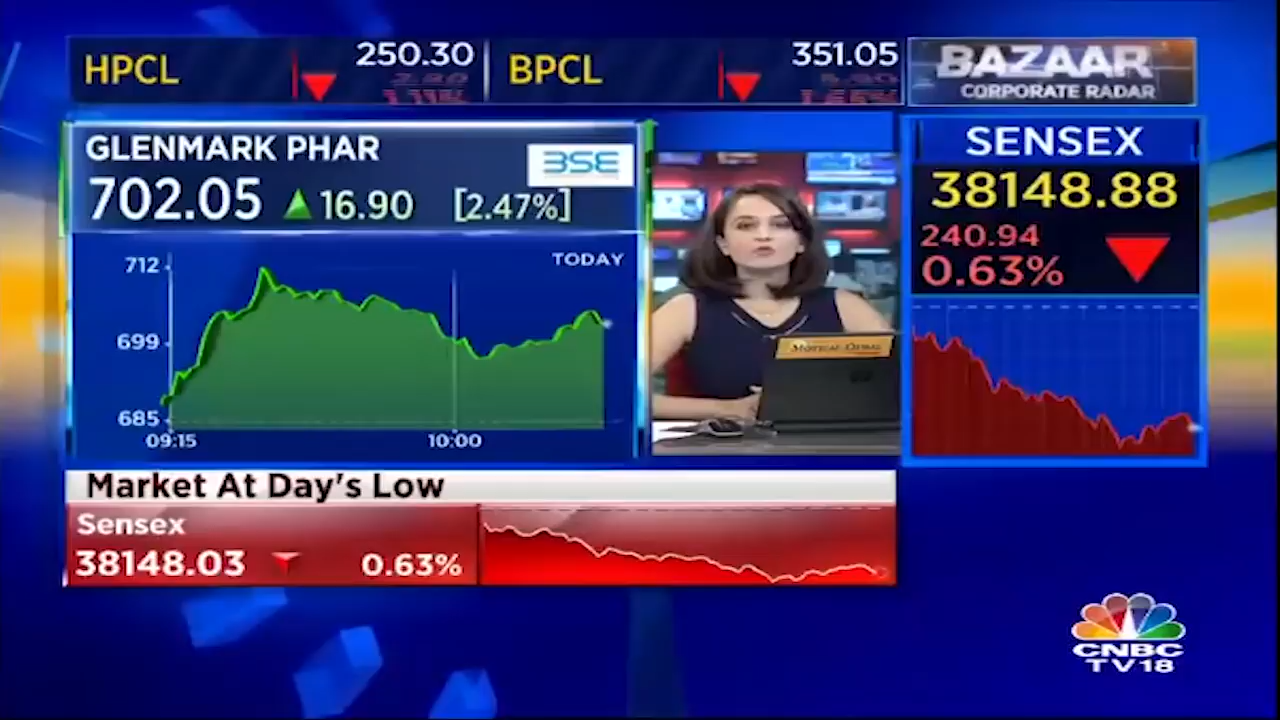 HPCL 250.30
BPCL 351.05
BAZAAR
CORPORATE RADAR
GLENMARK PHAR
BSE
702.05 16.90 [2.47%]
TODAY
712
699
685
09:15 10:00
SENSEX
38148.88
240.94
0.63%
Market At Day's Low
Sensex
38148.03 0.63%
CNBC
TV18